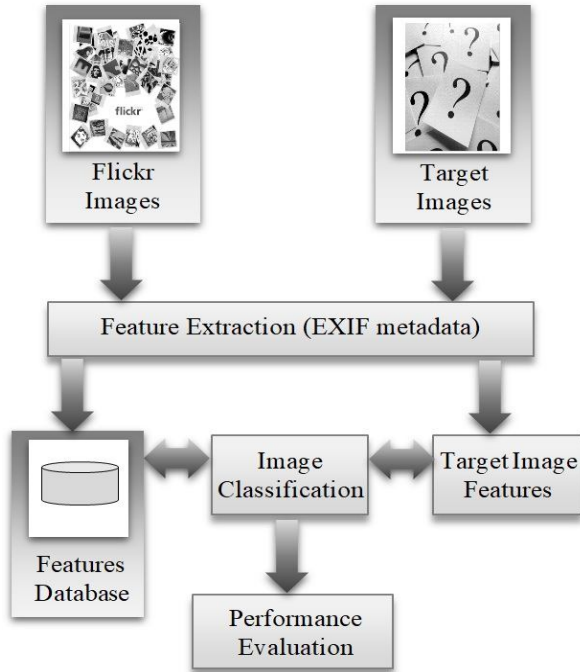 flickr
Flickr
Images
? ? ? ?
Target
Images
Feature Extraction (EXIF metadata)
Features
Database
Image
Classification
Target Image
Features
Performance
Evaluation